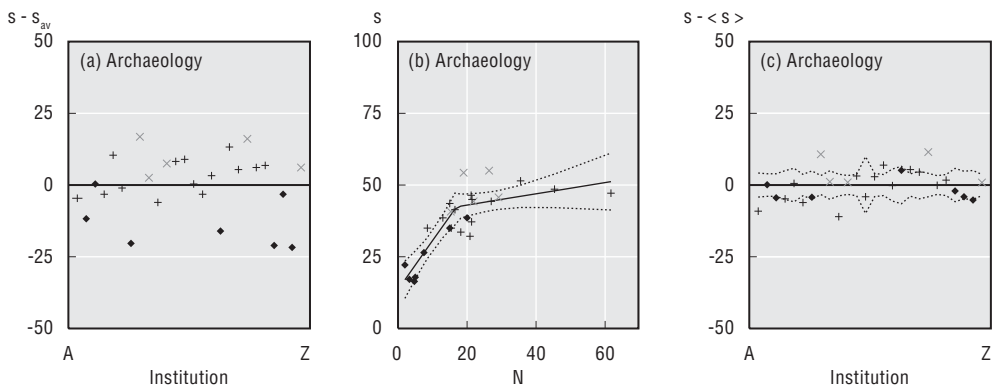 s - s_av
50
(a) Archaeology
25
0
-25
-50
A Z
Institution
s
100
(b) Archaeology
75
50
25
0
0 20 40 60
N
s - < s >
50
(c) Archaeology
25
0
-25
-50
A Z
Institution